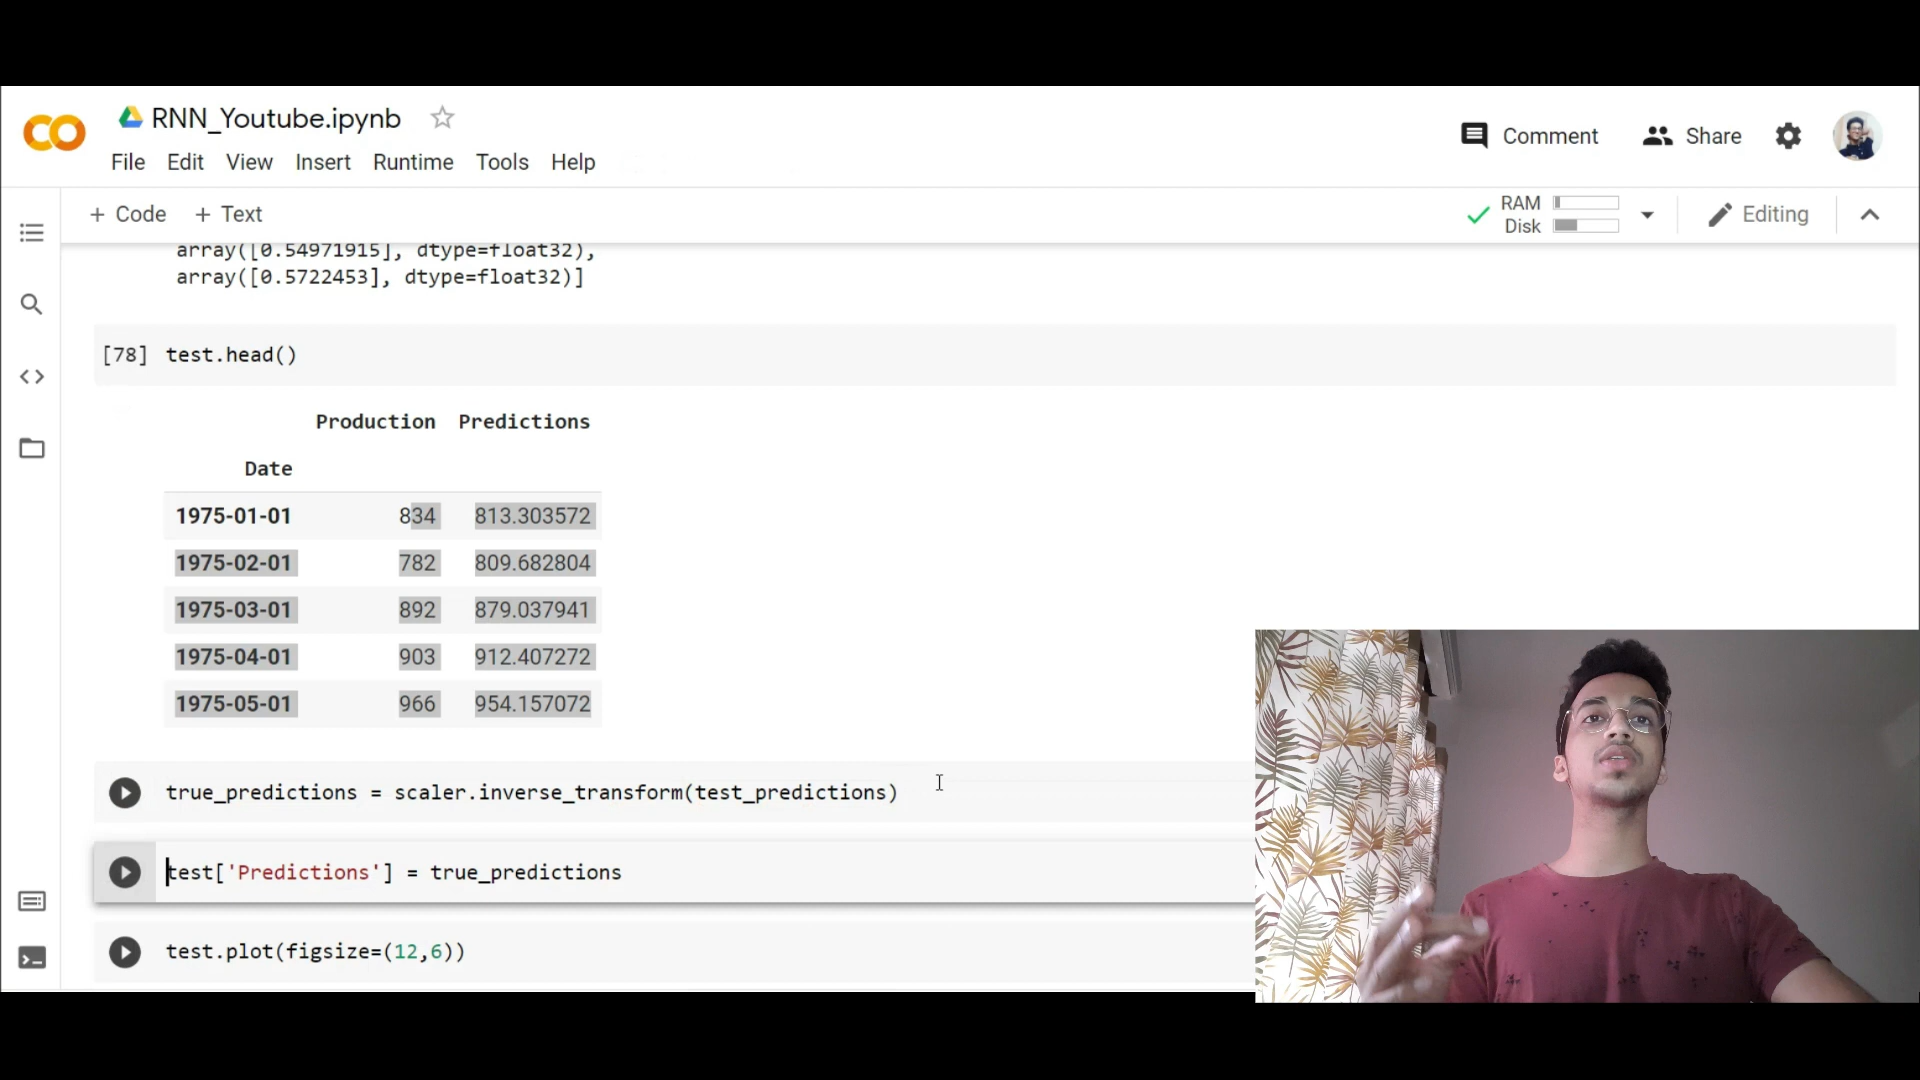 RNN_Youtube.ipynb
File Edit View Insert Runtime Tools Help
Comment Share
+ Code + Text
RAM
Disk
Editing
array([0.54971915], dtype=float32),
array([0.5722453], dtype=float32)]
[78] test.head()
Production Predictions
Date
1975-01-01 834 813.303572
1975-02-01 782 809.682804
1975-03-01 892 879.037941
1975-04-01 903 912.407272
1975-05-01 966 954.157072
true_predictions = scaler.inverse_transform(test_predictions)
test['Predictions'] = true_predictions
test.plot(figsize=(12,6))